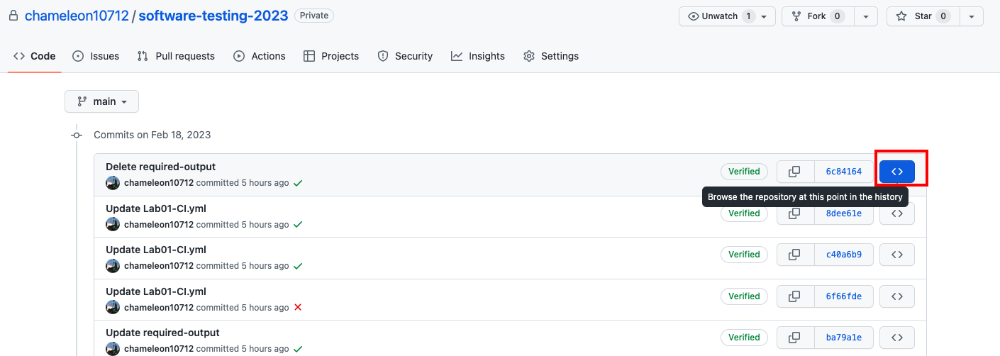 chameleon10712 / software-testing-2023 Private
Unwatch 1 Fork 0 Star 0
Code Issues Pull requests Actions Projects Security Insights Settings
main
Commits on Feb 18, 2023
Delete required-output
chameleon10712 committed 5 hours ago
Verified 6c84164
Browse the repository at this point in the history
Update Lab01-CI.yml
chameleon10712 committed 5 hours ago
Verified 8dee61e
Update Lab01-CI.yml
chameleon10712 committed 5 hours ago
Verified c40a6b9
Update Lab01-CI.yml
chameleon10712 committed 5 hours ago
Verified 6f66fde
Update required-output
chameleon10712 committed 5 hours ago
Verified ba79a1e